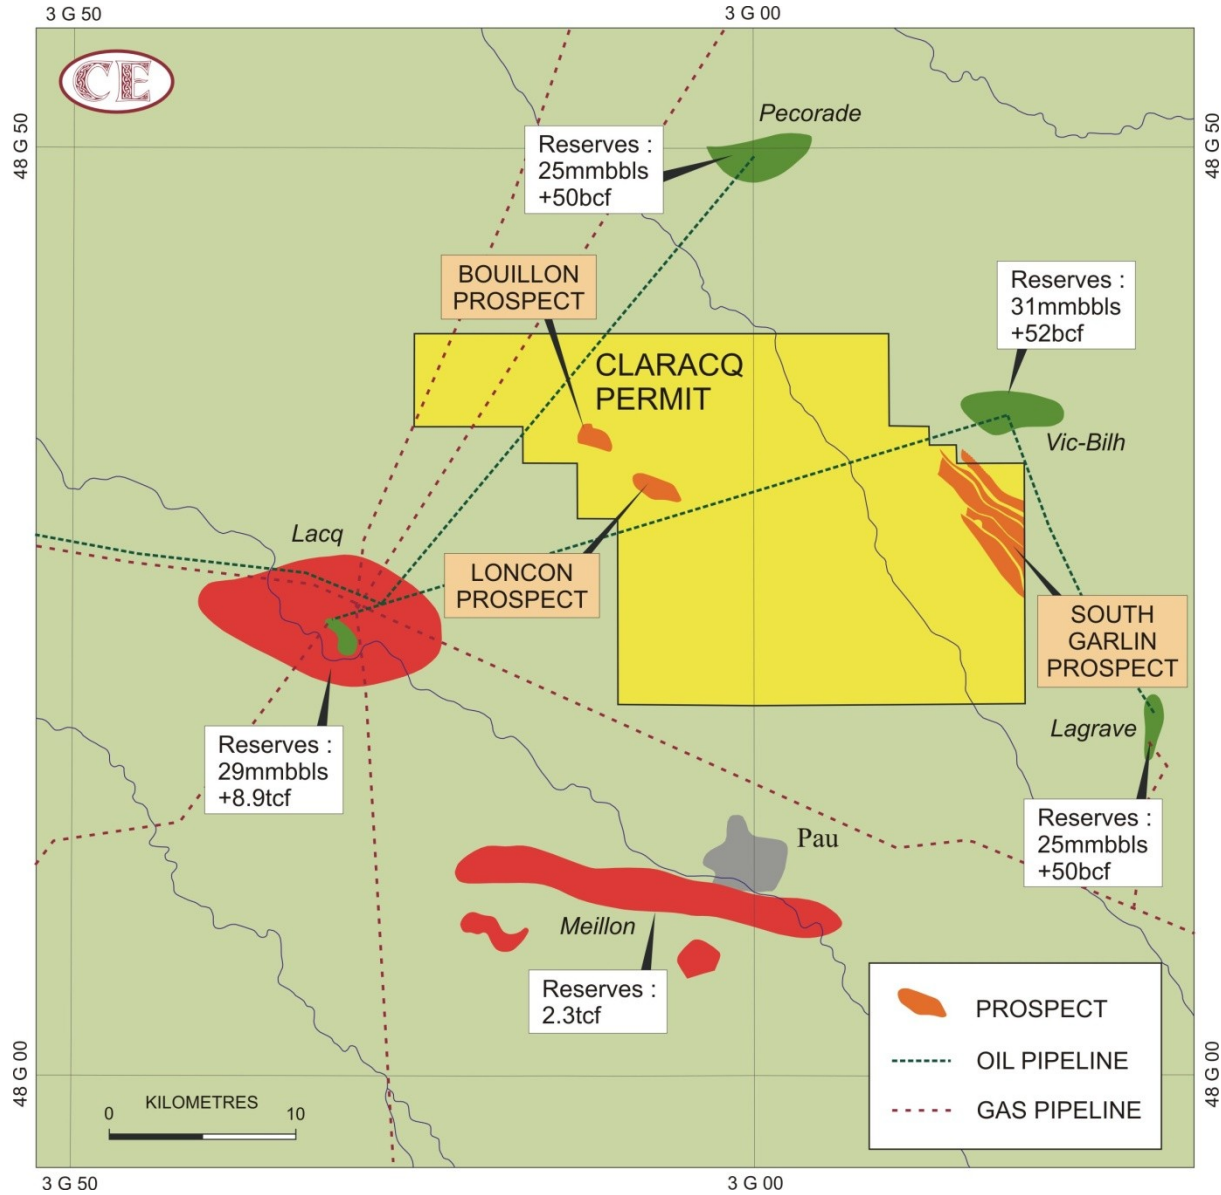 3 G 50
3 G 00
CE
48 G 50
48 G 50
Pecorade
Reserves :
25mmbbls
+50bcf
BOUILLON
PROSPECT
Reserves :
31mmbbls
+52bcf
CLARACQ
PERMIT
Vic-Bilh
Lacq
LONCON
PROSPECT
SOUTH
GARLIN
PROSPECT
Lagrave
Reserves :
29mmbbls
+8.9tcf
Reserves :
25mmbbls
+50bcf
Pau
Meillon
Reserves :
2.3tcf
PROSPECT
OIL PIPELINE
GAS PIPELINE
48 G 00
48 G 00
KILOMETRES
0
10
3 G 50
3 G 00